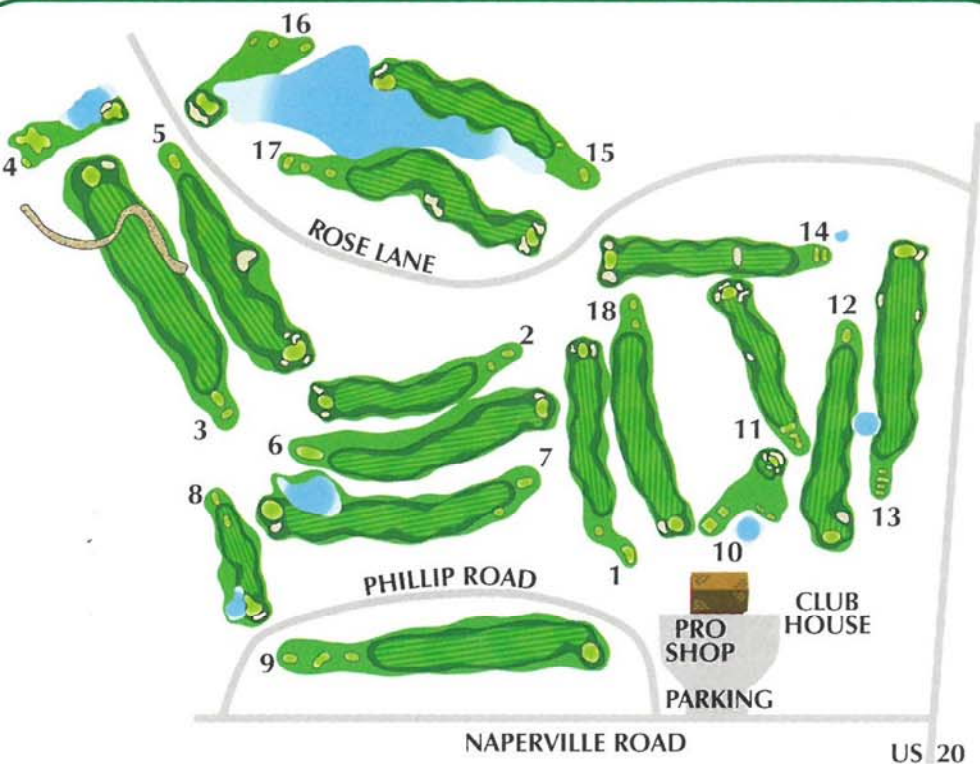 16
5
4
17
15
ROSE LANE
14
18
12
2
3
6
11
7
8
13
10
1
PHILLIP ROAD
CLUB
HOUSE
PRO
SHOP
9
PARKING
NAPERVILLE ROAD
US 20